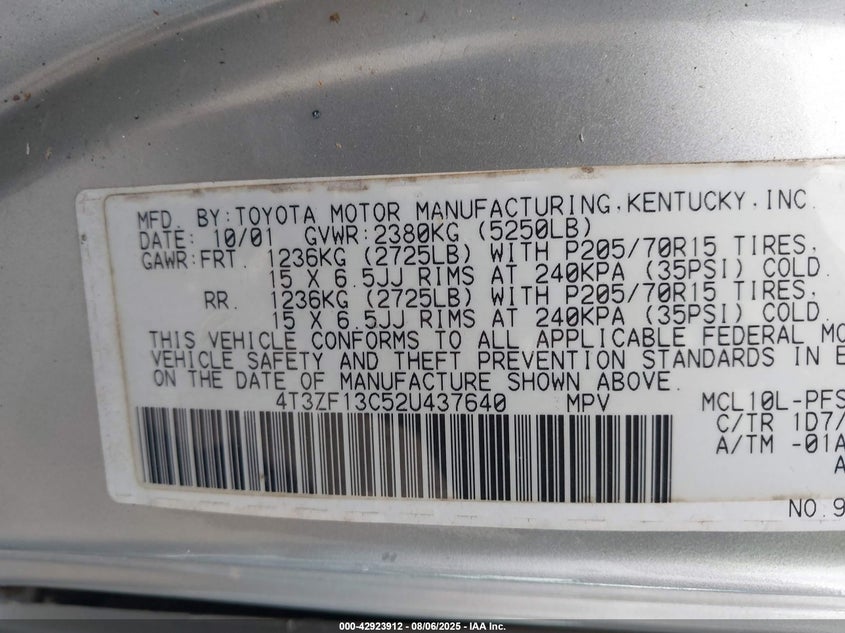 MFD. BY:TOYOTA MOTOR MANUFACTURING,KENTUCKY,INC.
DATE: 10/01 GVWR:2380KG (5250LB)
GAWR:FRT. 1236KG (2725LB) WITH P205/70R15 TIRES,
15 X 6.5JJ RIMS AT 240KPA (35PSI) COLD.
RR. 1236KG (2725LB) WITH P205/70R15 TIRES,
15 X 6.5JJ RIMS AT 240KPA (35PSI) COLD.
THIS VEHICLE CONFORMS TO ALL APPLICABLE FEDERAL MO
VEHICLE SAFETY AND THEFT PREVENTION STANDARDS IN E
ON THE DATE OF MANUFACTURE SHOWN ABOVE.
4T3ZF13C52U437640 MPV MCL10L-PFS
C/TR 1D7/
A/TM -01A
A
NO.9
000-42923912 - 08/06/2025 - IAA Inc.